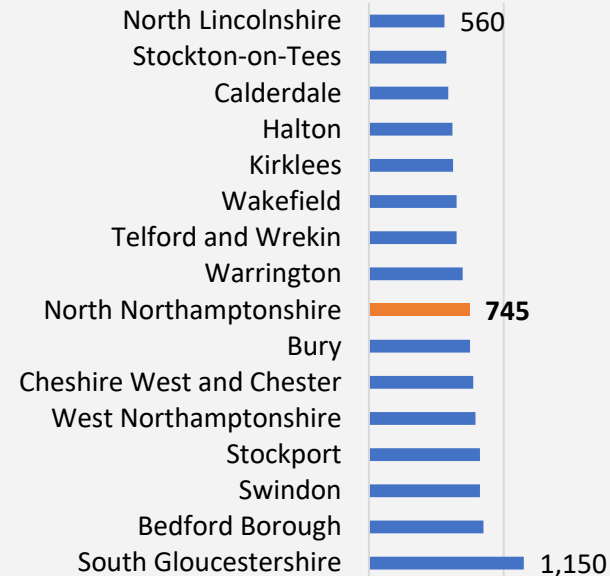 North Lincolnshire 560
Stockton-on-Tees
Calderdale
Halton
Kirklees
Wakefield
Telford and Wrekin
Warrington
North Northamptonshire 745
Bury
Cheshire West and Chester
West Northamptonshire
Stockport
Swindon
Bedford Borough
South Gloucestershire 1,150